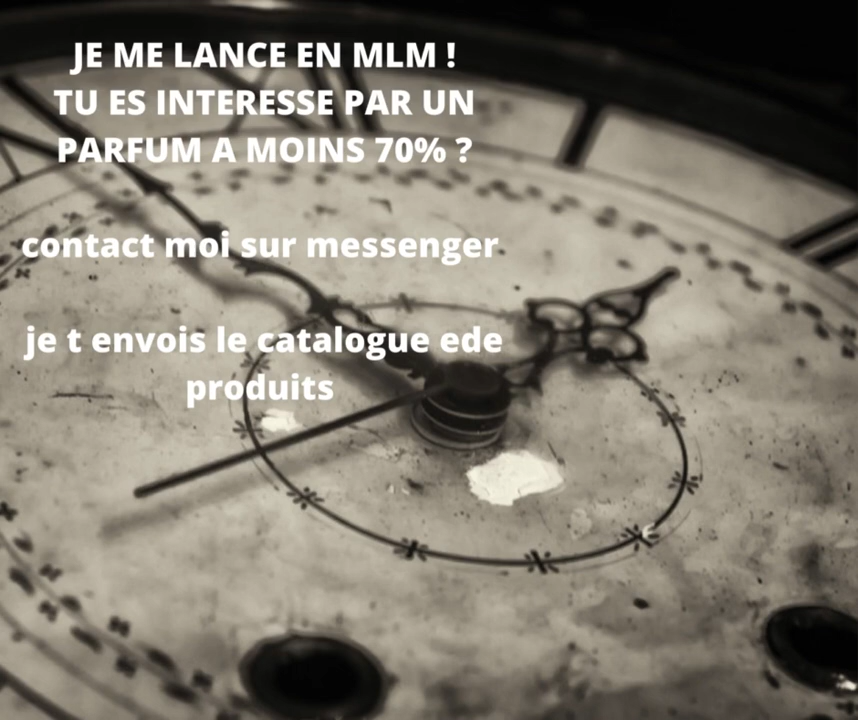 JE ME LANCE EN MLM !
TU ES INTERESSE PAR UN
PARFUM A MOINS 70% ?
contact moi sur messenger
je t envois le catalogue ede
produits